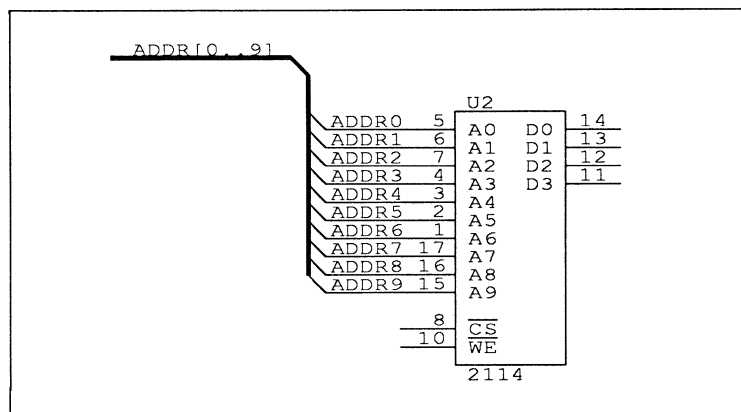 ADDR[0..9]
U2
ADDR0 5 A0 D0 14
ADDR1 6 A1 D1 13
ADDR2 7 A2 D2 12
ADDR3 4 A3 D3 11
ADDR4 3 A4
ADDR5 2 A5
ADDR6 1 A6
ADDR7 17 A7
ADDR8 16 A8
ADDR9 15 A9
8 CS
10 WE
2114